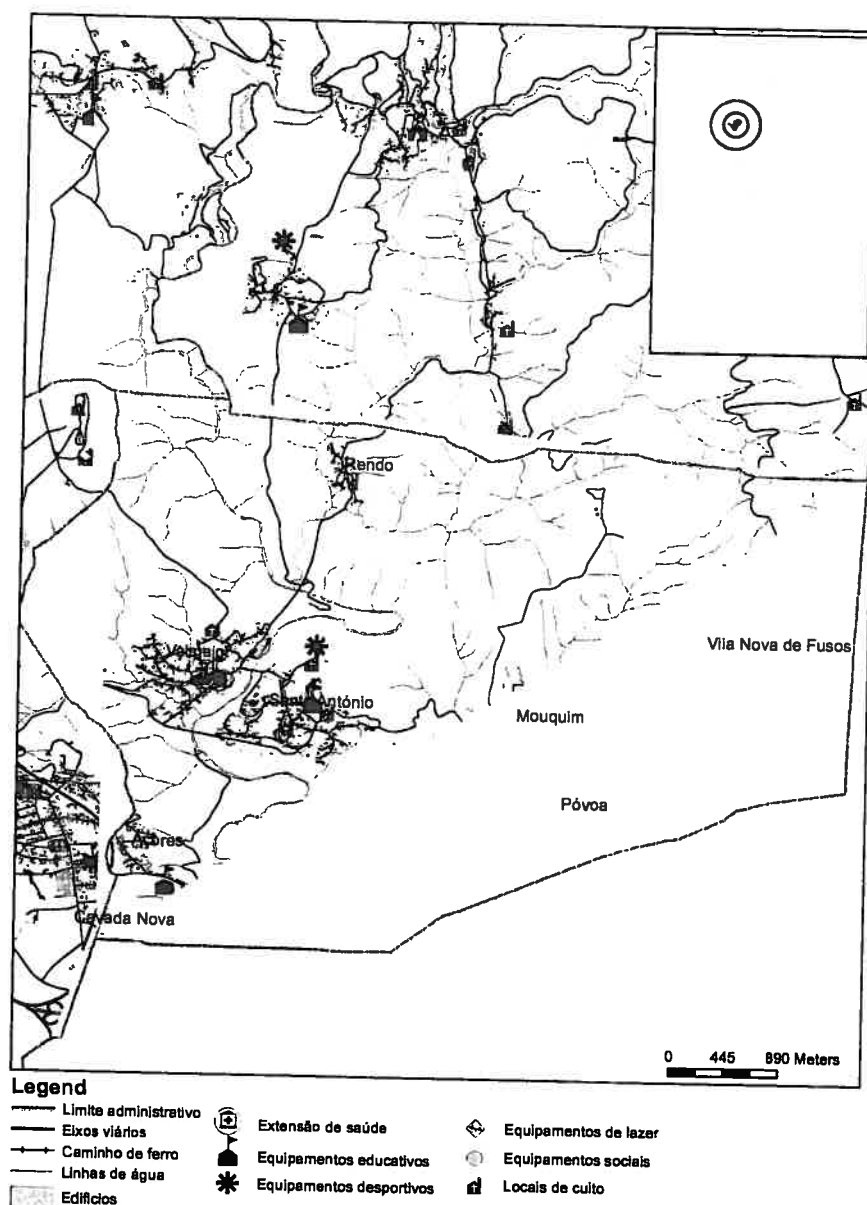 Rendo
Vila Nova de Fusos
Mouquim
Póvoa
Açores
Cavada Nova
0 445 890 Meters
Legend
Limite administrativo
Eixos viários
Caminho de ferro
Linhas de água
Edifícios
Extensão de saúde
Equipamentos educativos
Equipamentos desportivos
Equipamentos de lazer
Equipamentos sociais
Locais de culto